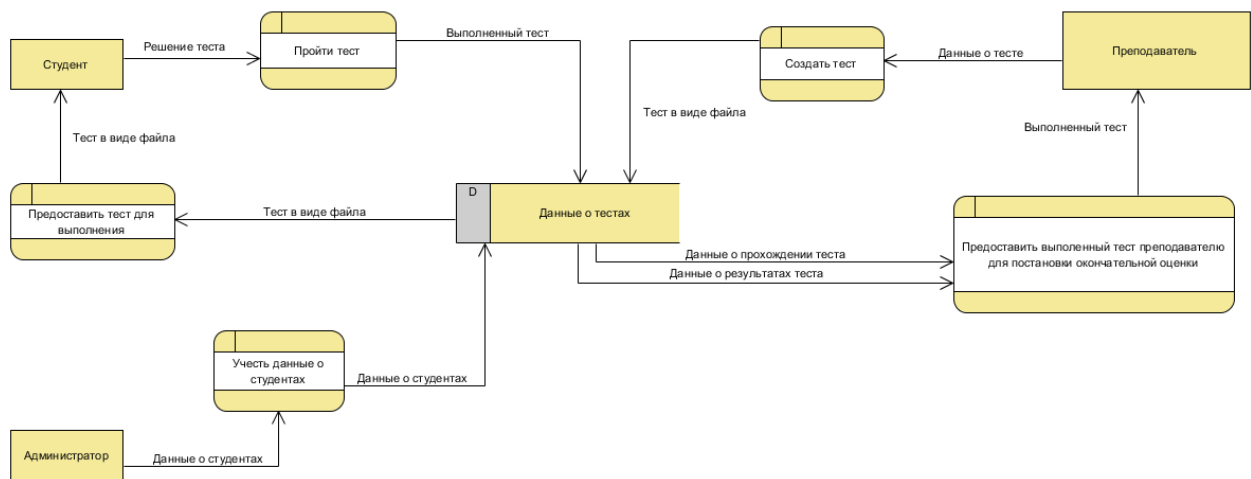 Студент
Решение теста
Пройти тест
Выполненный тест
Создать тест
Данные о тесте
Преподаватель
Тест в виде файла
Тест в виде файла
Выполненный тест
Предоставить тест для
выполнения
Тест в виде файла
D
Данные о тестах
Данные о прохождении теста
Данные о результатах теста
Предоставить выполенный тест преподавателю
для постановки окончательной оценки
Учесть данные о
студентах
Данные о студентах
Администратор
Данные о студентах